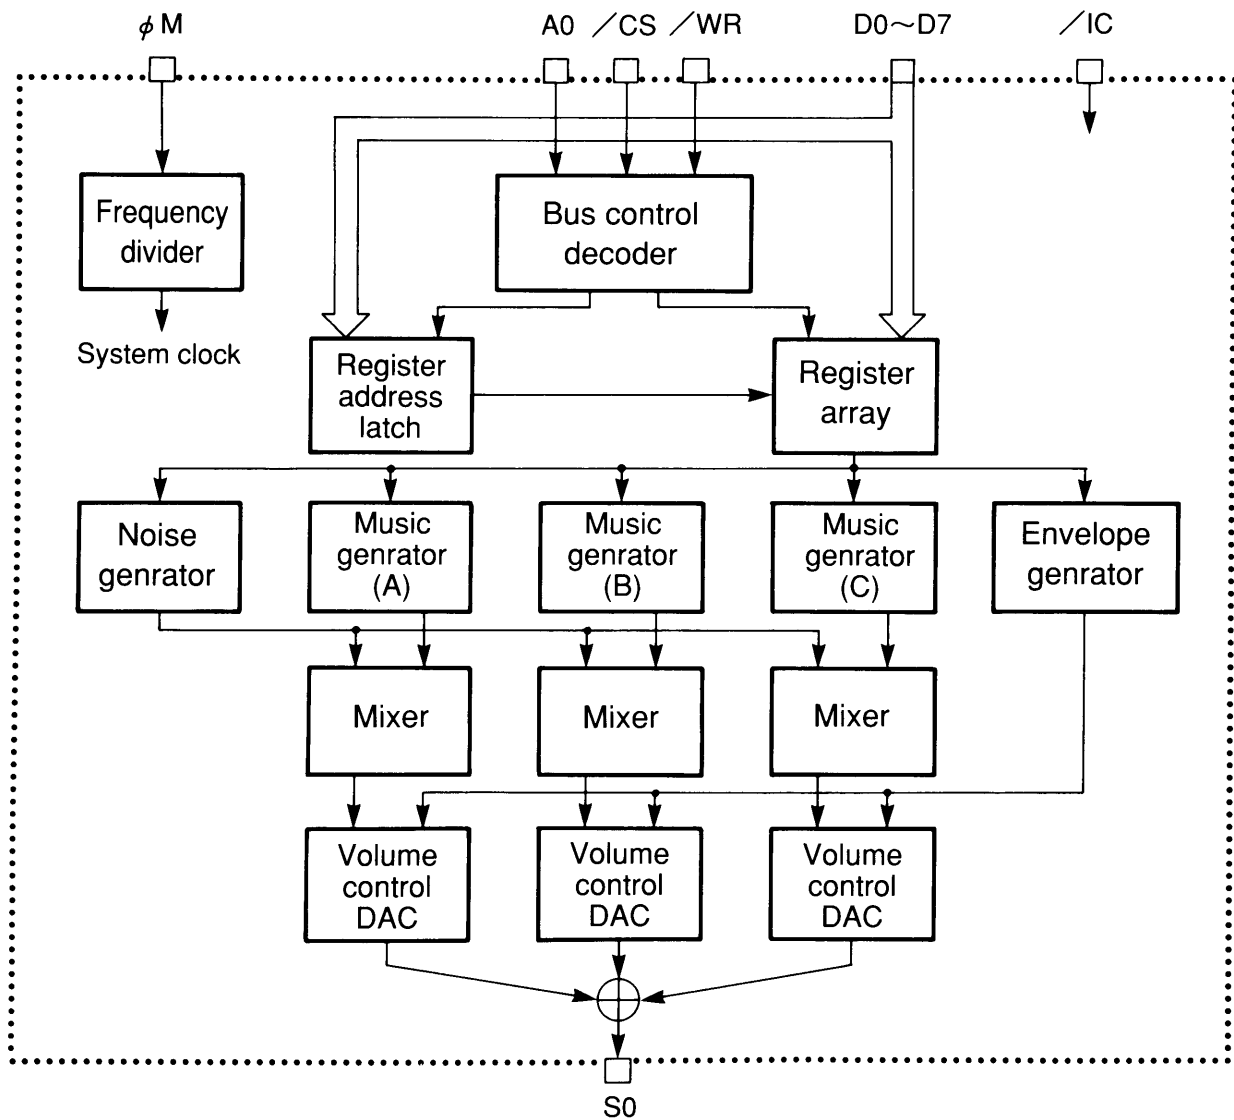 φM A0 /CS /WR D0~D7 /IC
Frequency
divider
Bus control
decoder
System clock
Register
address
latch
Register
array
Noise
genrator
Music
genrator
(A)
Music
genrator
(B)
Music
genrator
(C)
Envelope
genrator
Mixer
Mixer
Mixer
Volume
control
DAC
Volume
control
DAC
Volume
control
DAC
S0